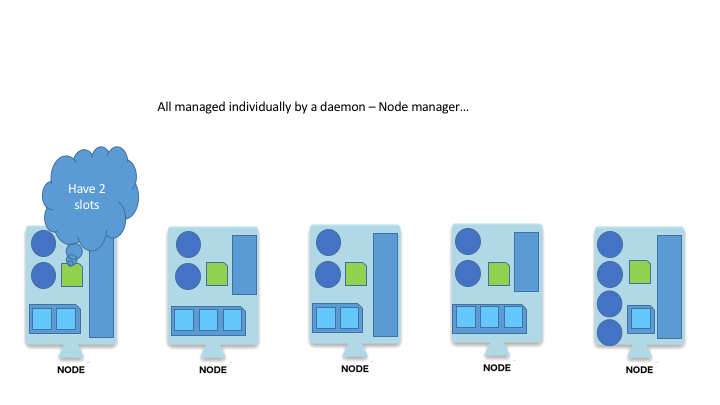 All managed individually by a daemon – Node manager…
Have 2
slots
NODE
NODE
NODE
NODE
NODE